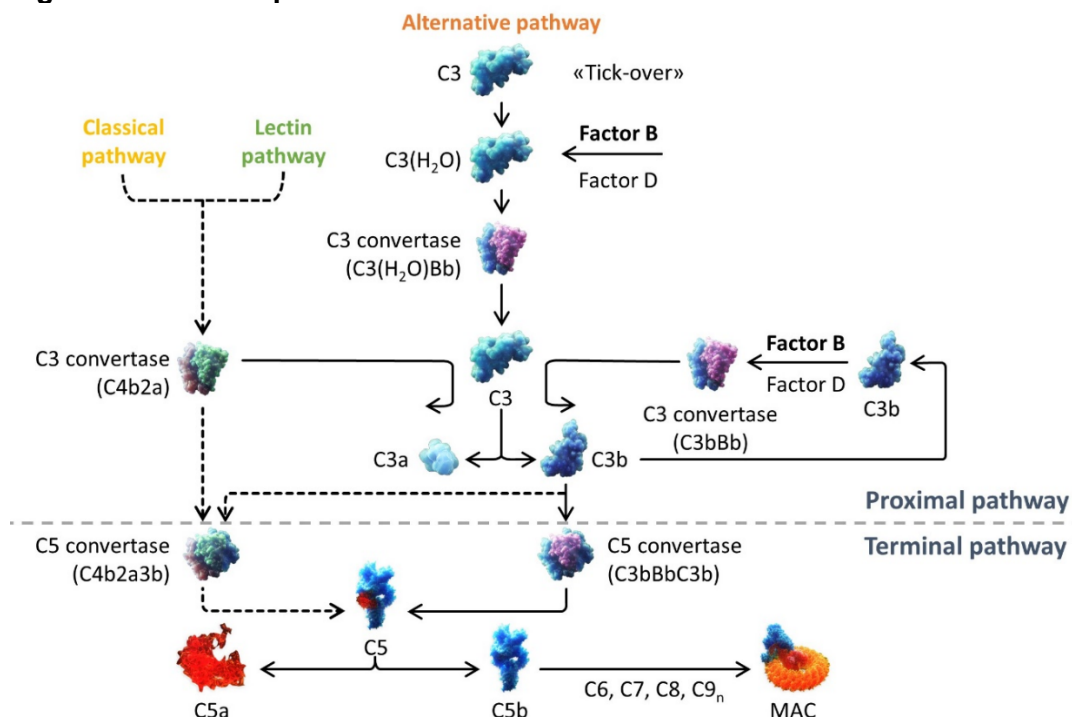 Alternative pathway
C3
«Tick-over»
Classical
pathway
Lectin
pathway
Factor B
C3(H₂O)
Factor D
C3 convertase
(C3(H₂O)Bb)
C3 convertase
(C4b2a)
C3
Factor B
Factor D
C3b
C3 convertase
(C3bBb)
C3a
C3b
Proximal pathway
C5 convertase
(C4b2a3b)
C5 convertase
(C3bBbC3b)
Terminal pathway
C5
C6, C7, C8, C9ₙ
C5a
C5b
MAC